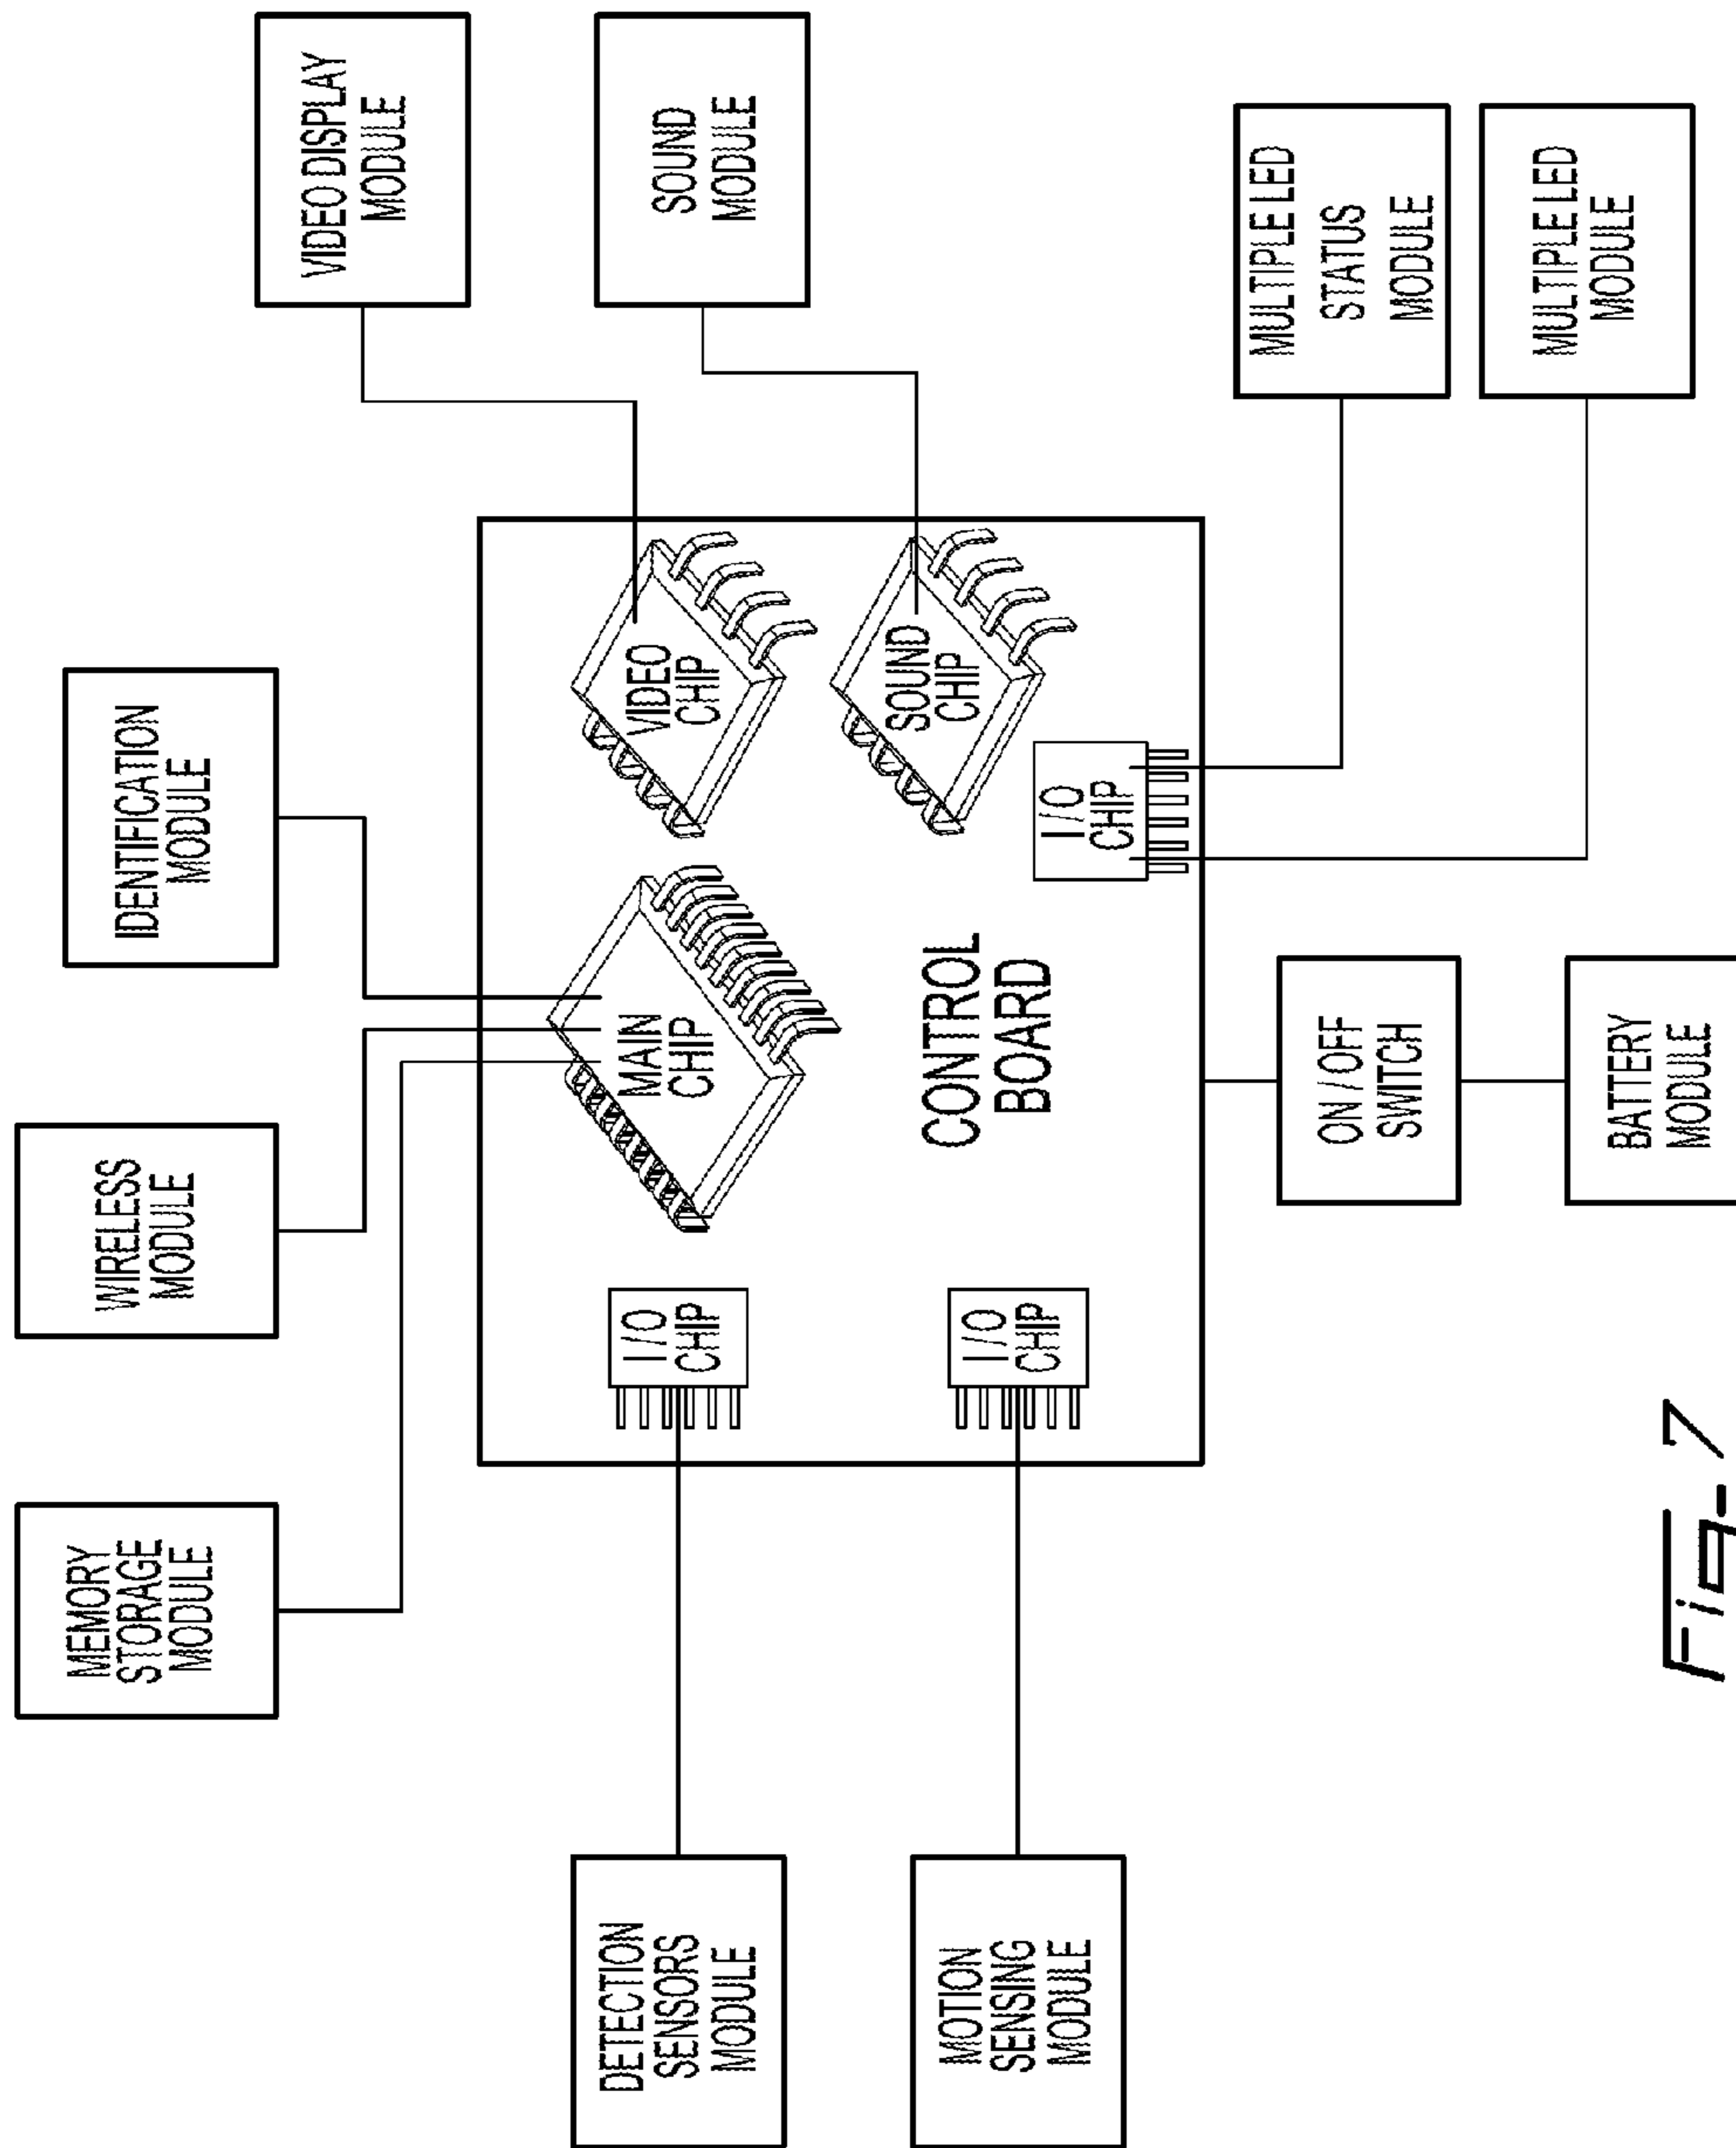 MEMORY
STORAGE
MODULE
WIRELESS
MODULE
IDENTIFICATION
MODULE
VIDEO DISPLAY
MODULE
SOUND
MODULE
DETECTION
SENSORS
MODULE
MOTION
SENSING
MODULE
I/O
CHIP
I/O
CHIP
MAIN
CHIP
VIDEO
CHIP
SOUND
CHIP
I/O
CHIP
CONTROL
BOARD
MULTIPLE LED
STATUS
MODULE
MULTIPLE LED
MODULE
ON/OFF
SWITCH
BATTERY
MODULE
Fig-7